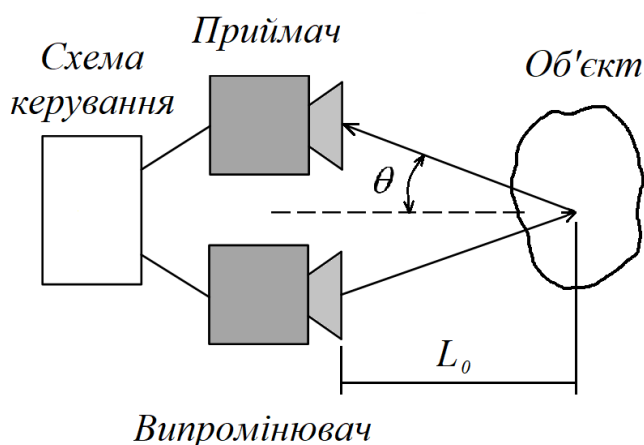 Приймач
Схема
керування
Об'єкт
θ
L₀
Випромінювач